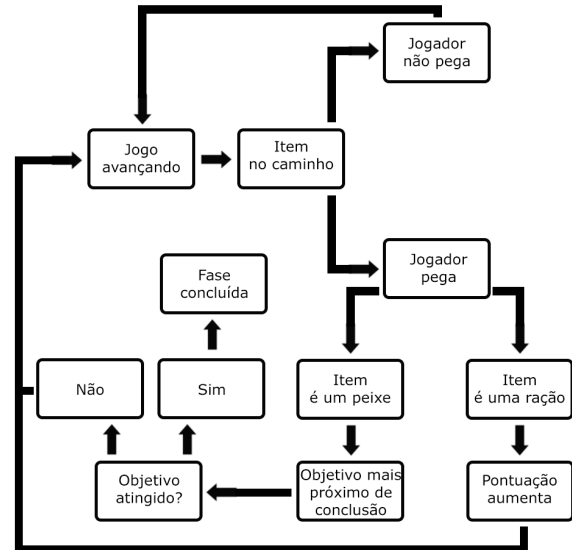 Jogador
não pega
Jogo
avançando
Item
no caminho
Jogador
pega
Fase
concluída
Não
Sim
Item
é um peixe
Item
é uma ração
Objetivo
atingido?
Objetivo mais
próximo de
conclusão
Pontuação
aumenta